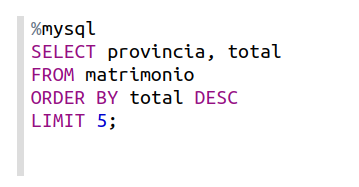 %mysql
SELECT provincia, total
FROM matrimonio
ORDER BY total DESC
LIMIT 5;